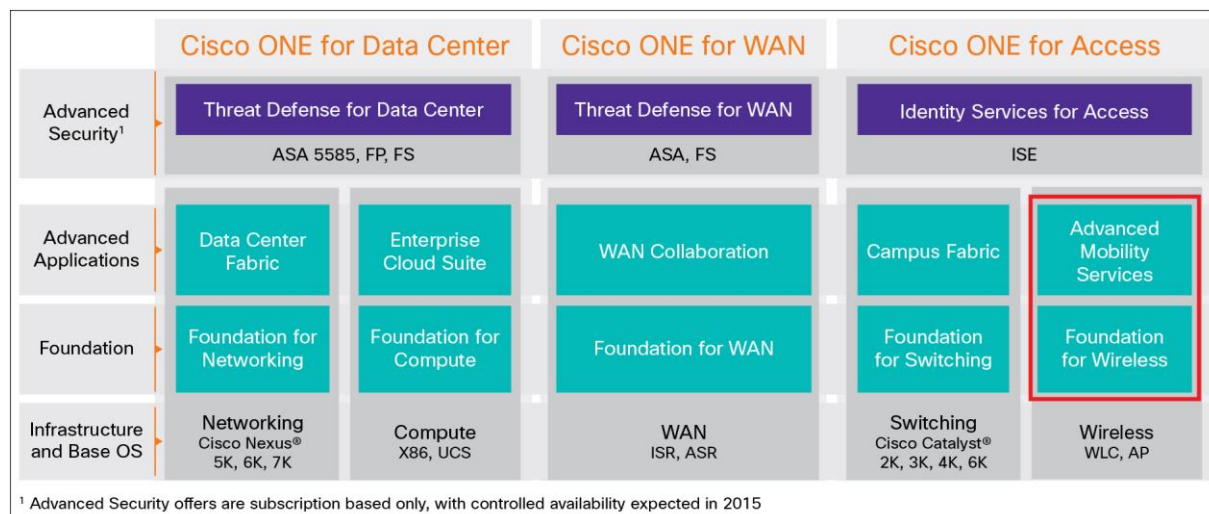 Cisco ONE for Data Center
Cisco ONE for WAN
Cisco ONE for Access
Advanced
Security¹
Threat Defense for Data Center
ASA 5585, FP, FS
Threat Defense for WAN
ASA, FS
Identity Services for Access
ISE
Advanced
Applications
Data Center
Fabric
Enterprise
Cloud Suite
WAN Collaboration
Campus Fabric
Advanced
Mobility
Services
Foundation
Foundation for
Networking
Foundation for
Compute
Foundation for WAN
Foundation
for Switching
Foundation
for Wireless
Infrastructure
and Base OS
Networking
Cisco Nexus®
5K, 6K, 7K
Compute
X86, UCS
WAN
ISR, ASR
Switching
Cisco Catalyst®
2K, 3K, 4K, 6K
Wireless
WLC, AP
¹ Advanced Security offers are subscription based only, with controlled availability expected in 2015